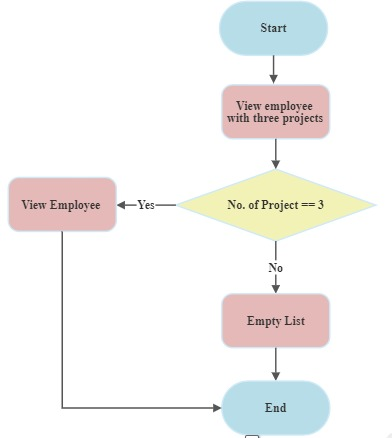 Start
View employee
with three projects
No. of Project == 3
Yes
View Employee
No
Empty List
End